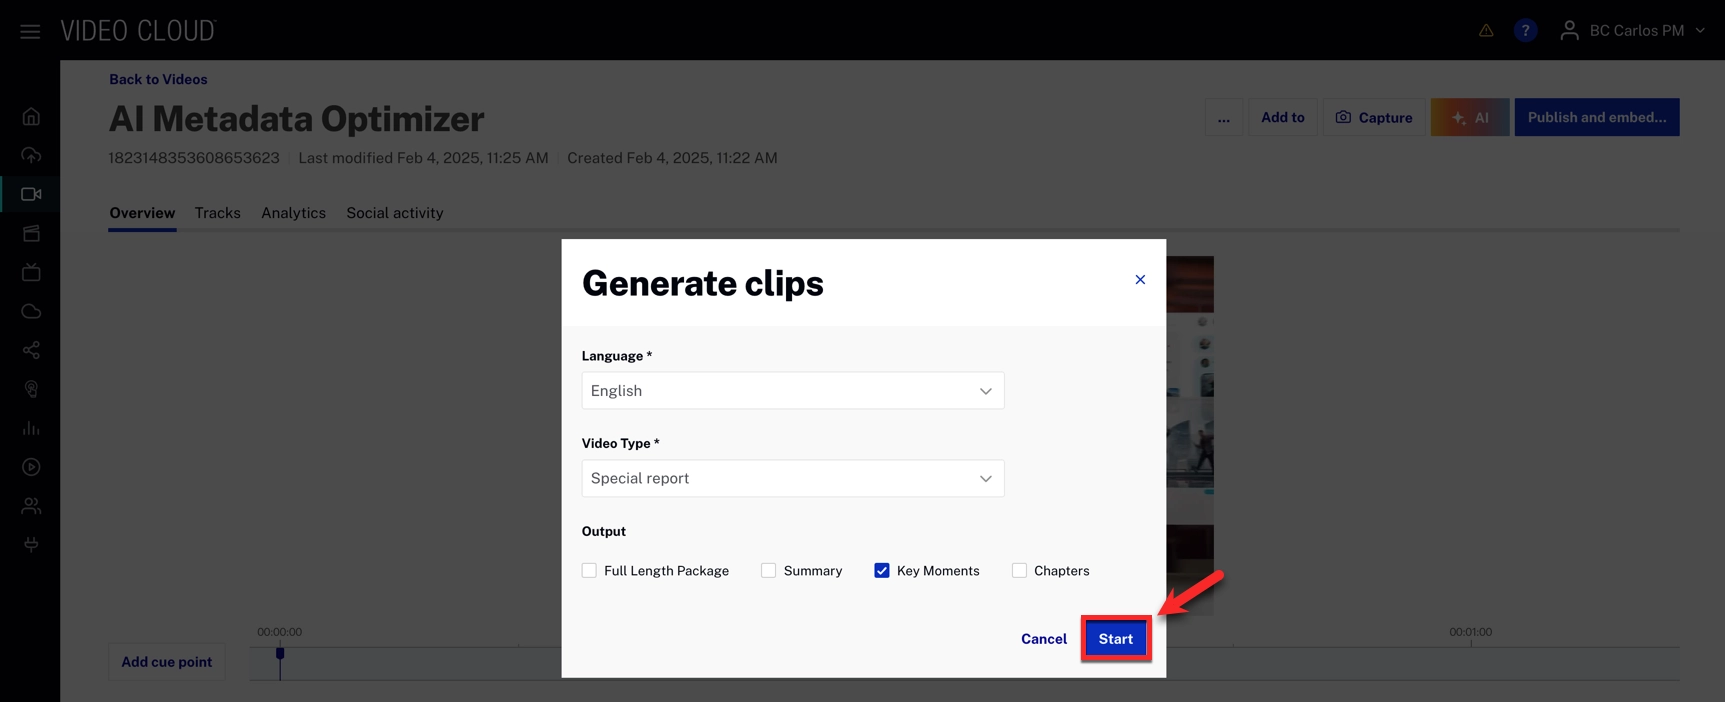 VIDEO CLOUD
? BC Carlos PM
Back to Videos
AI Metadata Optimizer
... Add to Capture AI Publish and embed...
1823148353608653623 Last modified Feb 4, 2025, 11:25 AM Created Feb 4, 2025, 11:22 AM
Overview Tracks Analytics Social activity
Generate clips
Language *
English
Video Type *
Special report
Output
Full Length Package Summary Key Moments Chapters
Cancel Start
00:00:00 00:01:00
Add cue point